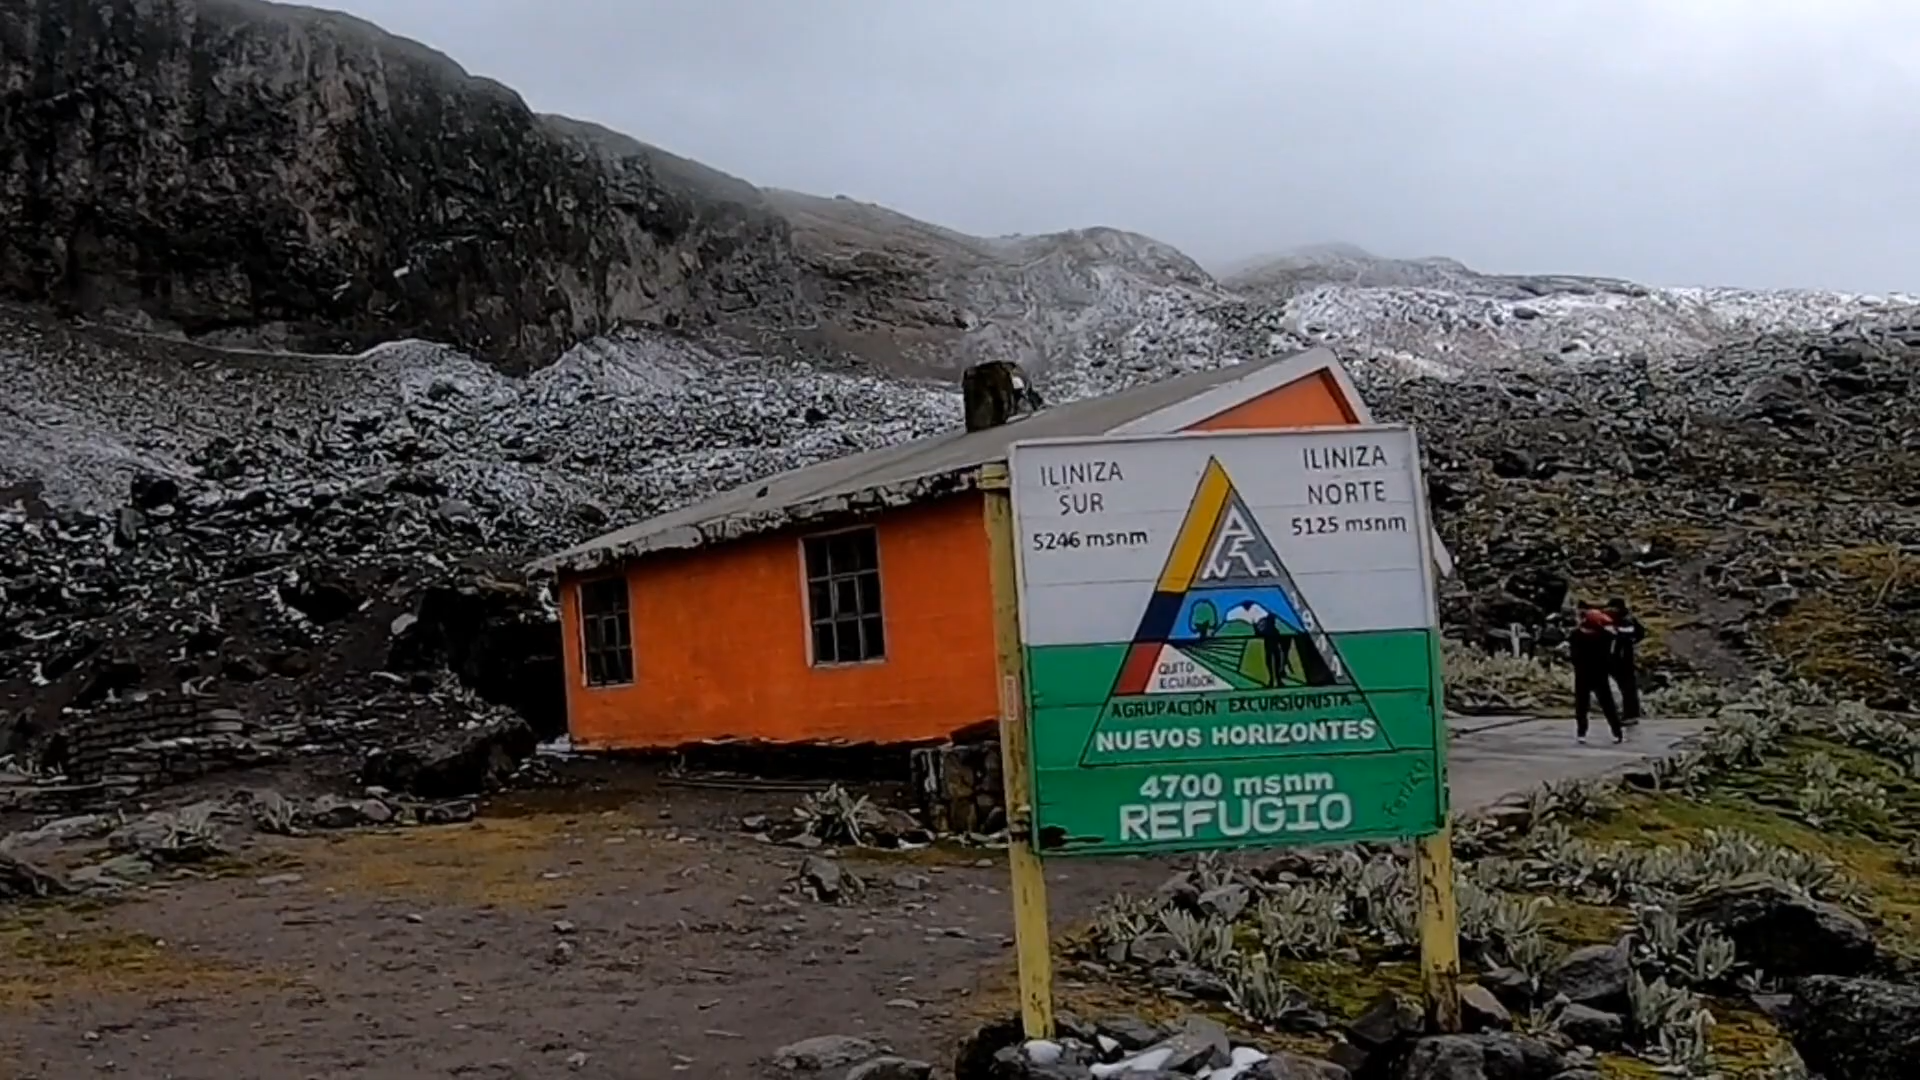 ILINIZA
SUR
5246 msnm
ILINIZA
NORTE
5125 msnm
QUITO
ECUADOR
AGRUPACIÓN EXCURSIONISTA
NUEVOS HORIZONTES
4700 msnm
REFUGIO